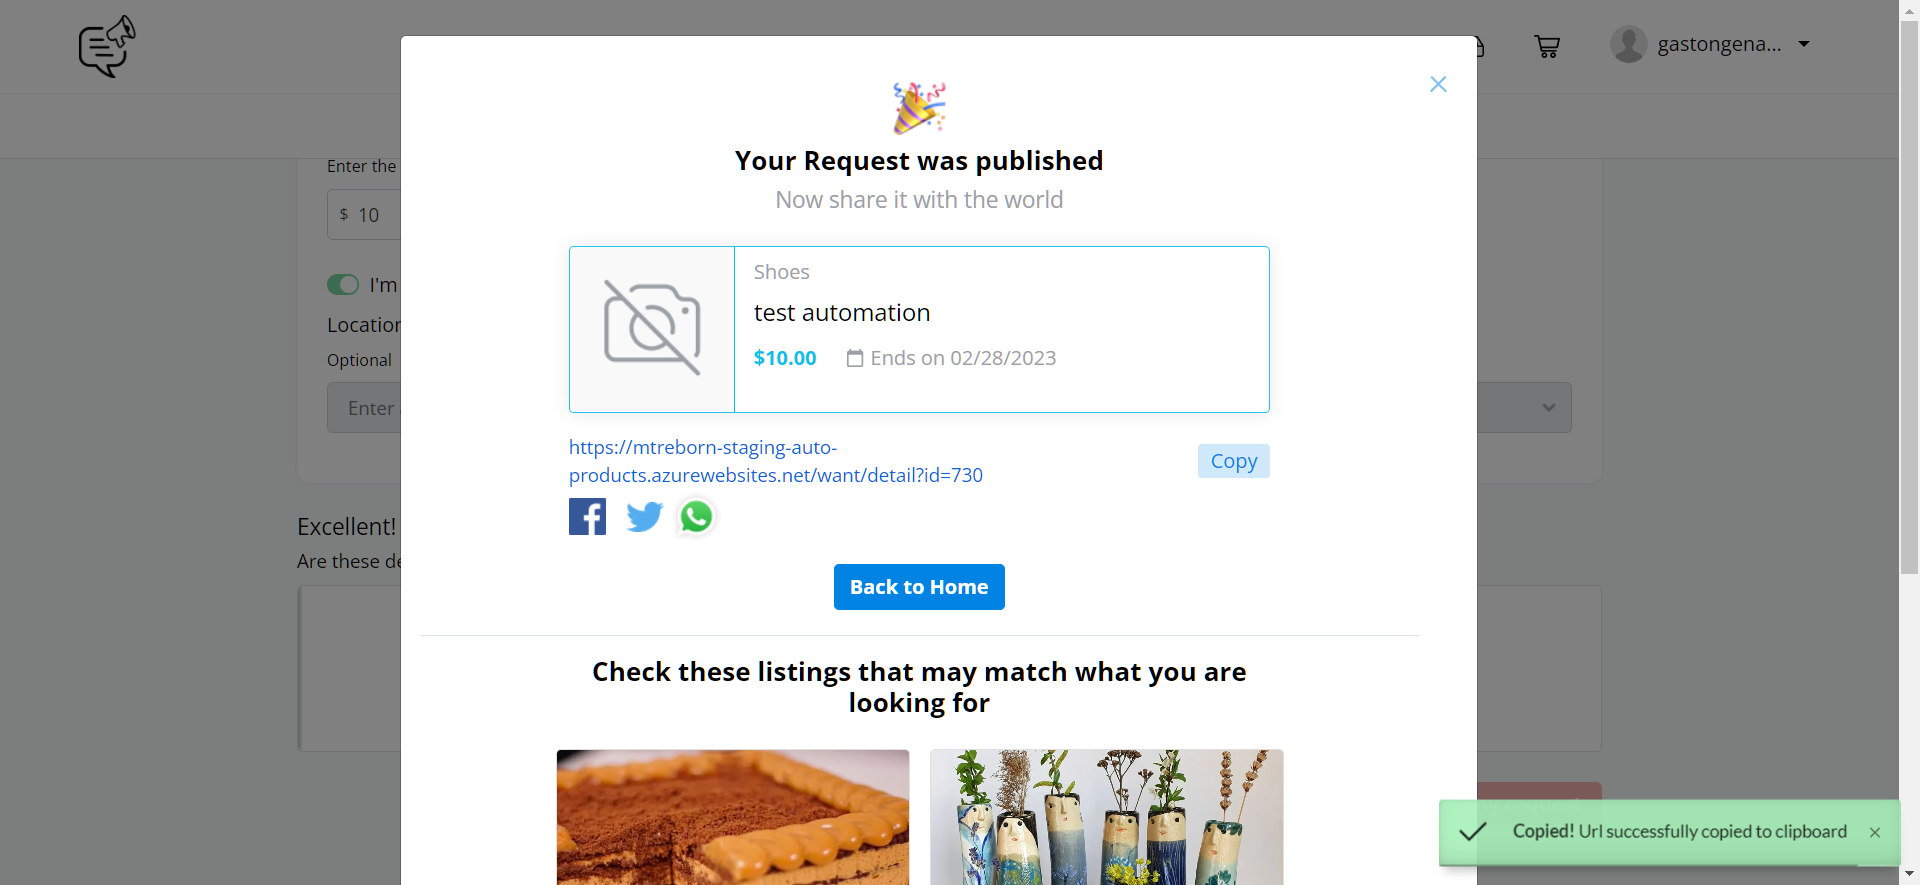 gastongena...
Your Request was published
Now share it with the world
Enter the
$ 10
I'm
Location
Optional
Enter
Shoes
test automation
$10.00 Ends on 02/28/2023
https://mtreborn-staging-auto-
products.azurewebsites.net/want/detail?id=730
Copy
Excellent!
Are these de
Back to Home
Check these listings that may match what you are
looking for
Copied! Url successfully copied to clipboard